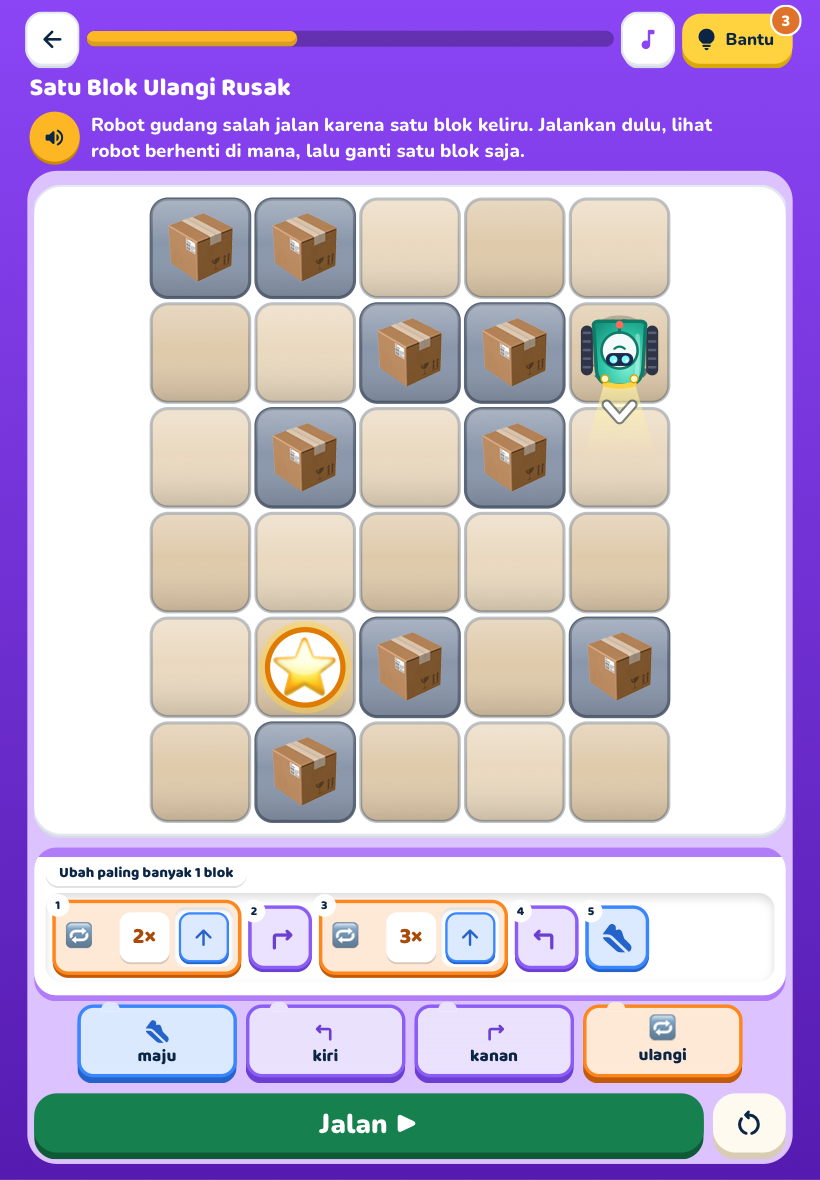 3
Bantu
Satu Blok Ulangi Rusak
Robot gudang salah jalan karena satu blok keliru. Jalankan dulu, lihat
robot berhenti di mana, lalu ganti satu blok saja.
Ubah paling banyak 1 blok
1 2× 2 3 3× 4 5
maju kiri kanan ulangi
Jalan